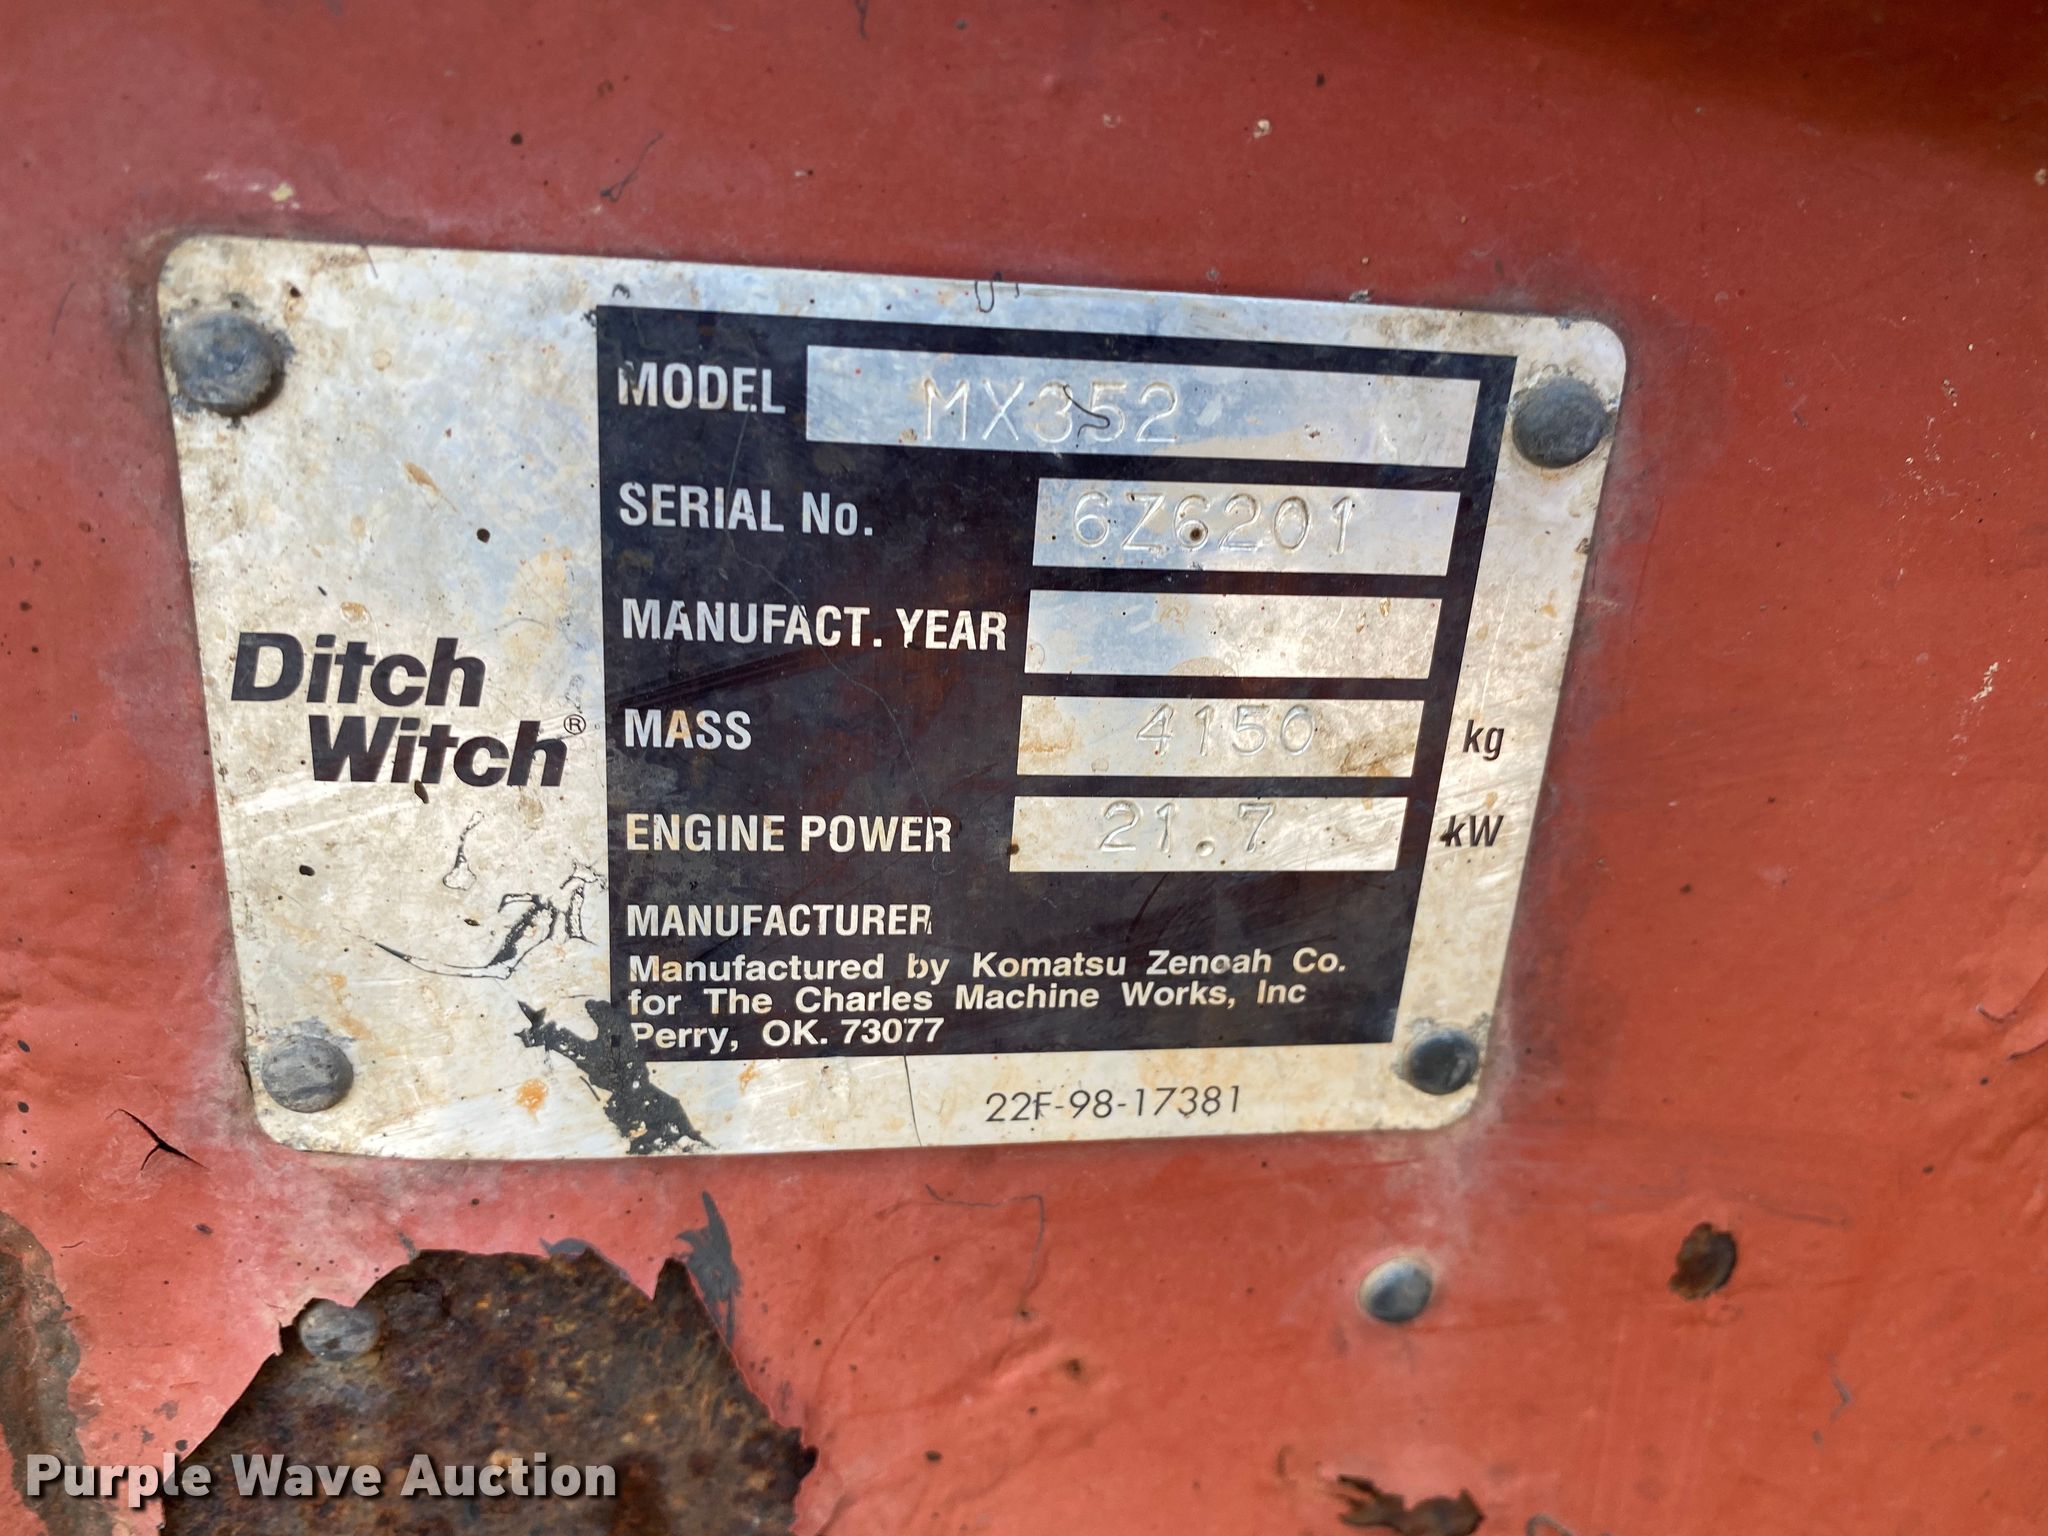 Ditch
Witch®
MODEL MX352
SERIAL No. 6Z6201
MANUFACT. YEAR
MASS 4150 kg
ENGINE POWER 21.7 kW
MANUFACTURER
Manufactured by Komatsu Zenoah Co.
for The Charles Machine Works, Inc
Perry, OK. 73077
22F-98-17381
Purple Wave Auction